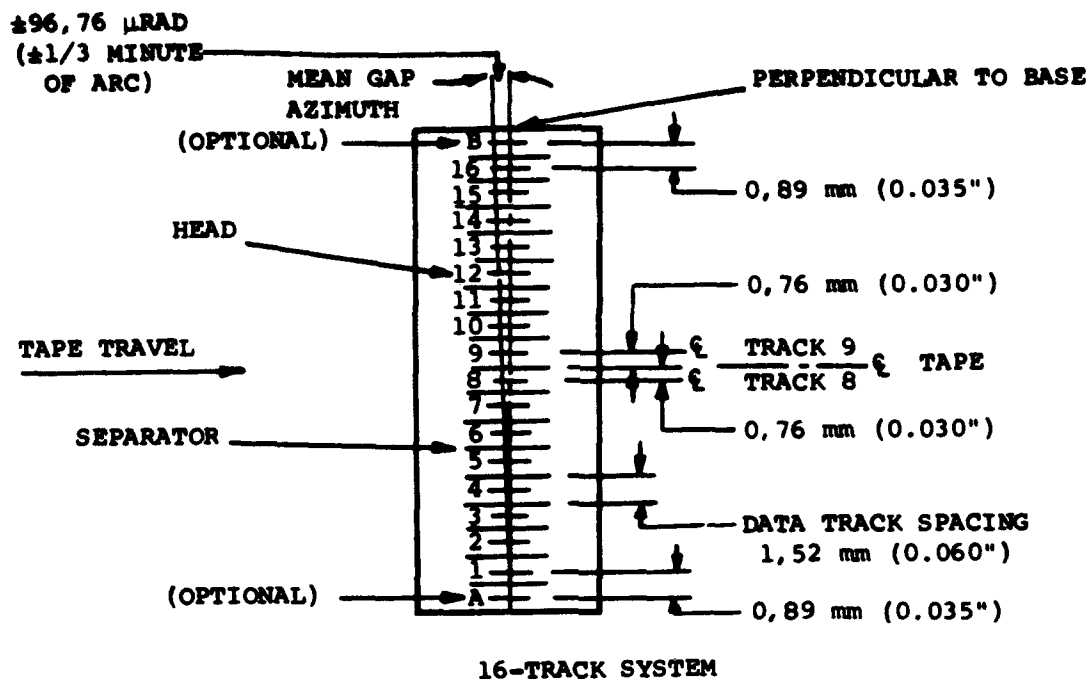 ±96,76 µRAD
(±1/3 MINUTE
OF ARC)
MEAN GAP
AZIMUTH
PERPENDICULAR TO BASE
(OPTIONAL)
B
16
0,89 mm (0.035")
15
14
HEAD
13
12
0,76 mm (0.030")
11
10
TAPE TRAVEL
9
℄ TRACK 9
℄ TAPE
8
℄ TRACK 8
7
0,76 mm (0.030")
SEPARATOR
6
5
4
3
DATA TRACK SPACING
1,52 mm (0.060")
2
1
(OPTIONAL)
A
0,89 mm (0.035")
16-TRACK SYSTEM